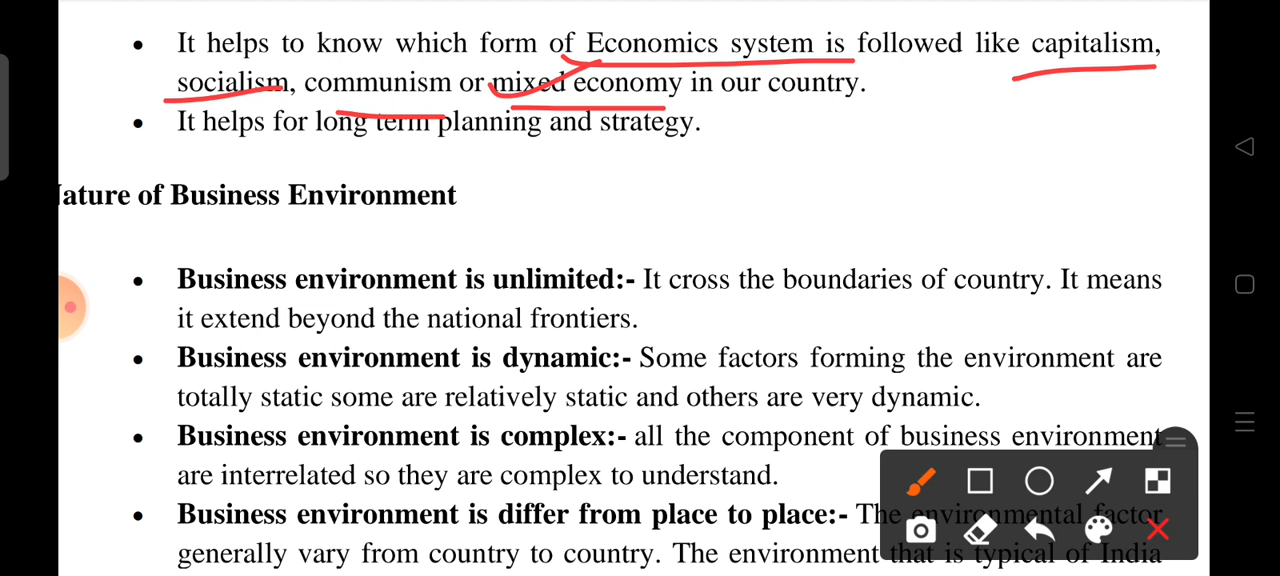 • It helps to know which form of Economics system is followed like capitalism,
socialism, communism or mixed economy in our country.
• It helps for long term planning and strategy.
ature of Business Environment
• Business environment is unlimited:- It cross the boundaries of country. It means
it extend beyond the national frontiers.
• Business environment is dynamic:- Some factors forming the environment are
totally static some are relatively static and others are very dynamic.
• Business environment is complex:- all the component of business environment
are interrelated so they are complex to understand.
• Business environment is differ from place to place:- The environmental factor
generally vary from country to country. The environment that is typical of India